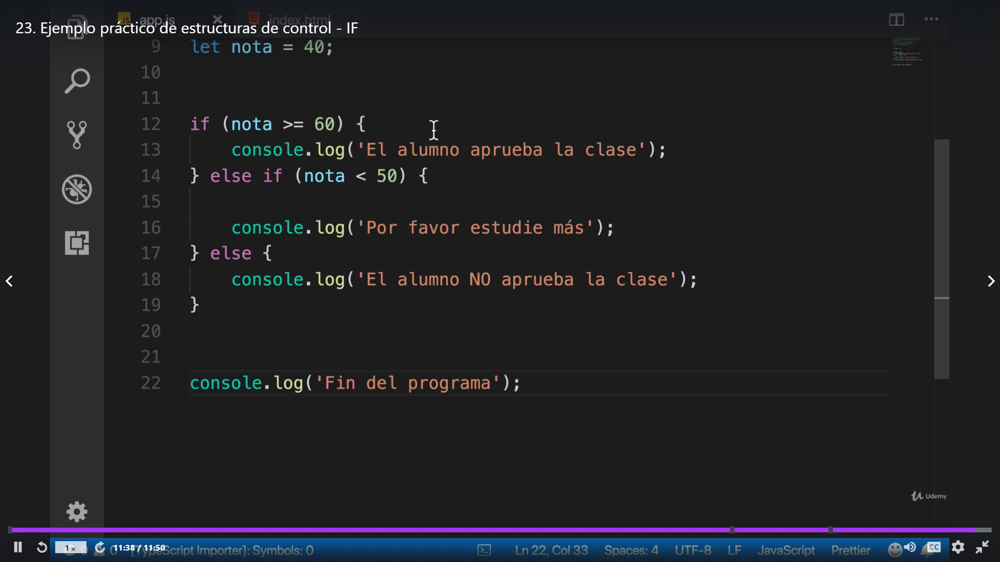 JS app.js index.html
23. Ejemplo práctico de estructuras de control - IF
9 let nota = 40;
10
11
12 if (nota >= 60) {
13 console.log('El alumno aprueba la clase');
14 } else if (nota < 50) {
15
16 console.log('Por favor estudie más');
17 } else {
18 console.log('El alumno NO aprueba la clase');
19 }
20
21
22 console.log('Fin del programa');
Udemy
1 x 11:38 / 11:50 [TypeScript Importer]: Symbols: 0 Ln 22, Col 33 Spaces: 4 UTF-8 LF JavaScript Prettier CC